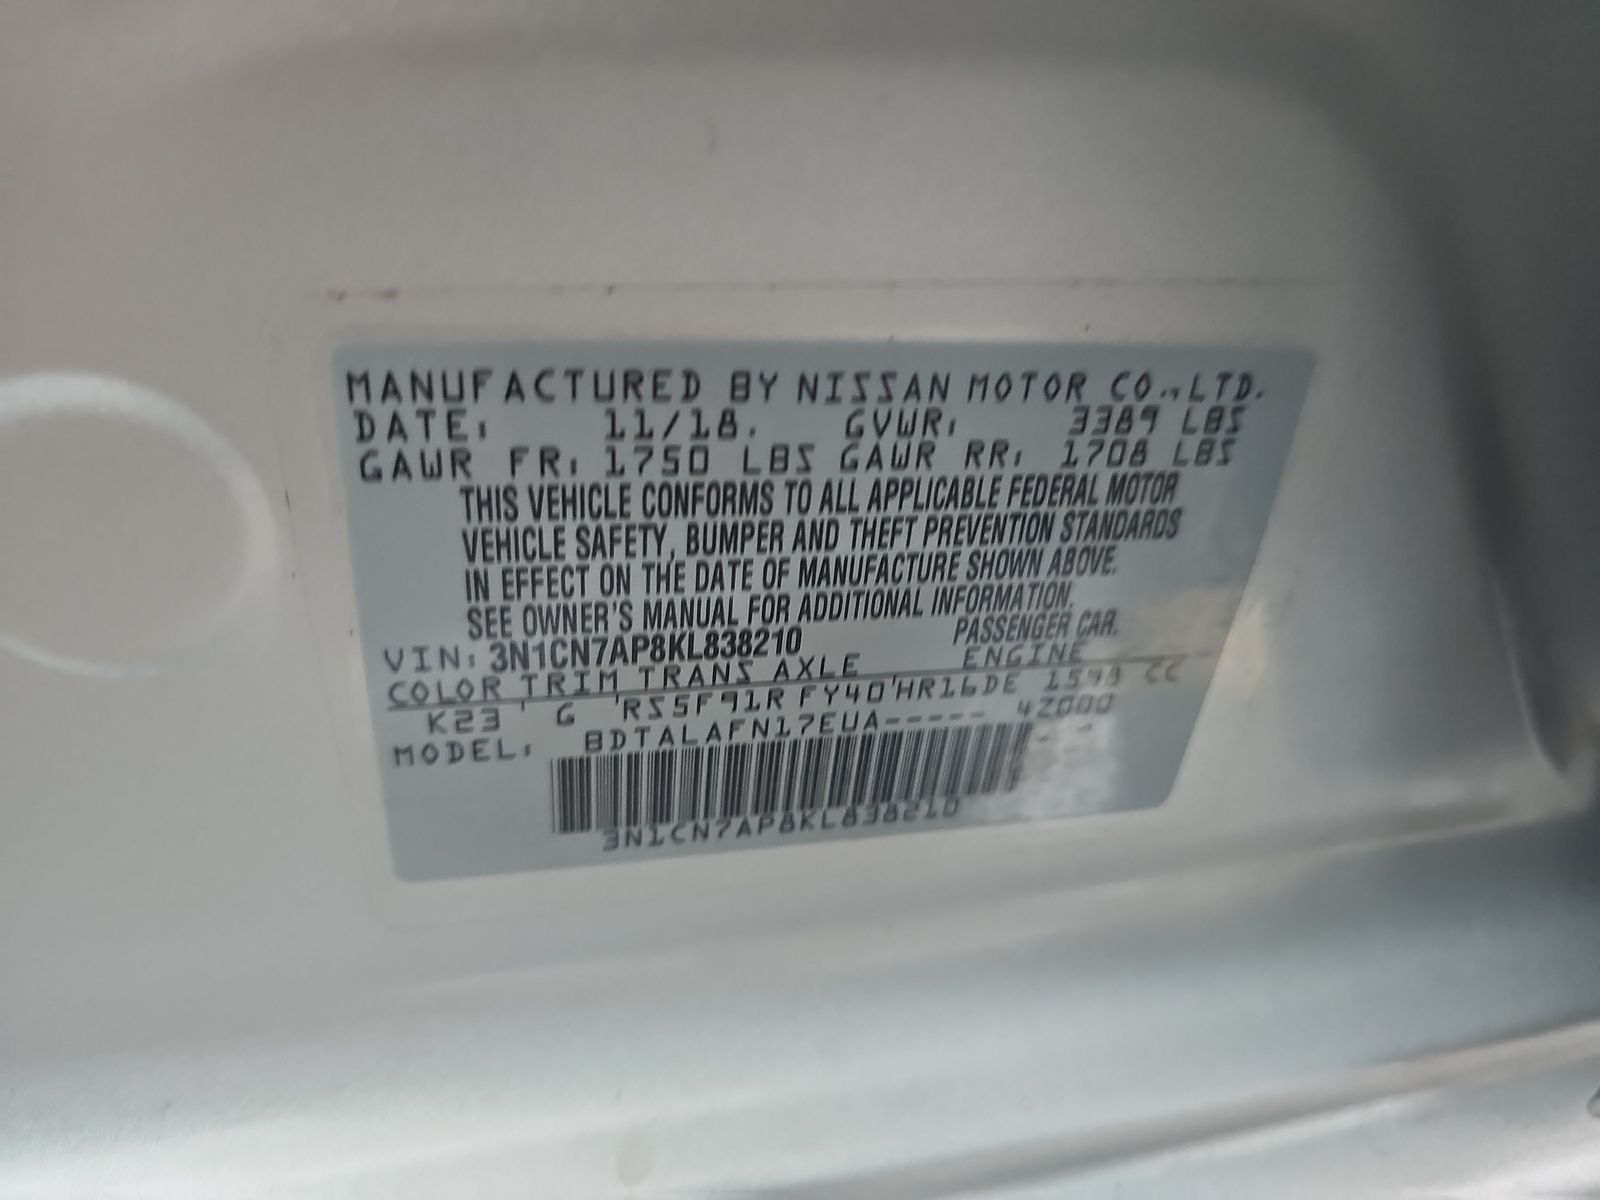 MANUFACTURED BY NISSAN MOTOR CO.,LTD.
DATE: 11/18. GVWR: 3389 LBS
GAWR FR: 1750 LBS GAWR RR: 1708 LBS
THIS VEHICLE CONFORMS TO ALL APPLICABLE FEDERAL MOTOR
VEHICLE SAFETY, BUMPER AND THEFT PREVENTION STANDARDS
IN EFFECT ON THE DATE OF MANUFACTURE SHOWN ABOVE.
SEE OWNER'S MANUAL FOR ADDITIONAL INFORMATION.
VIN: 3N1CN7AP8KL838210 PASSENGER CAR.
COLOR TRIM TRANS AXLE ENGINE
K23 G RS5F91R FY40 HR16DE 1598 CC
MODEL: BDTALAFN17EUA----- 4Z000
3N1CN7AP8KL838210